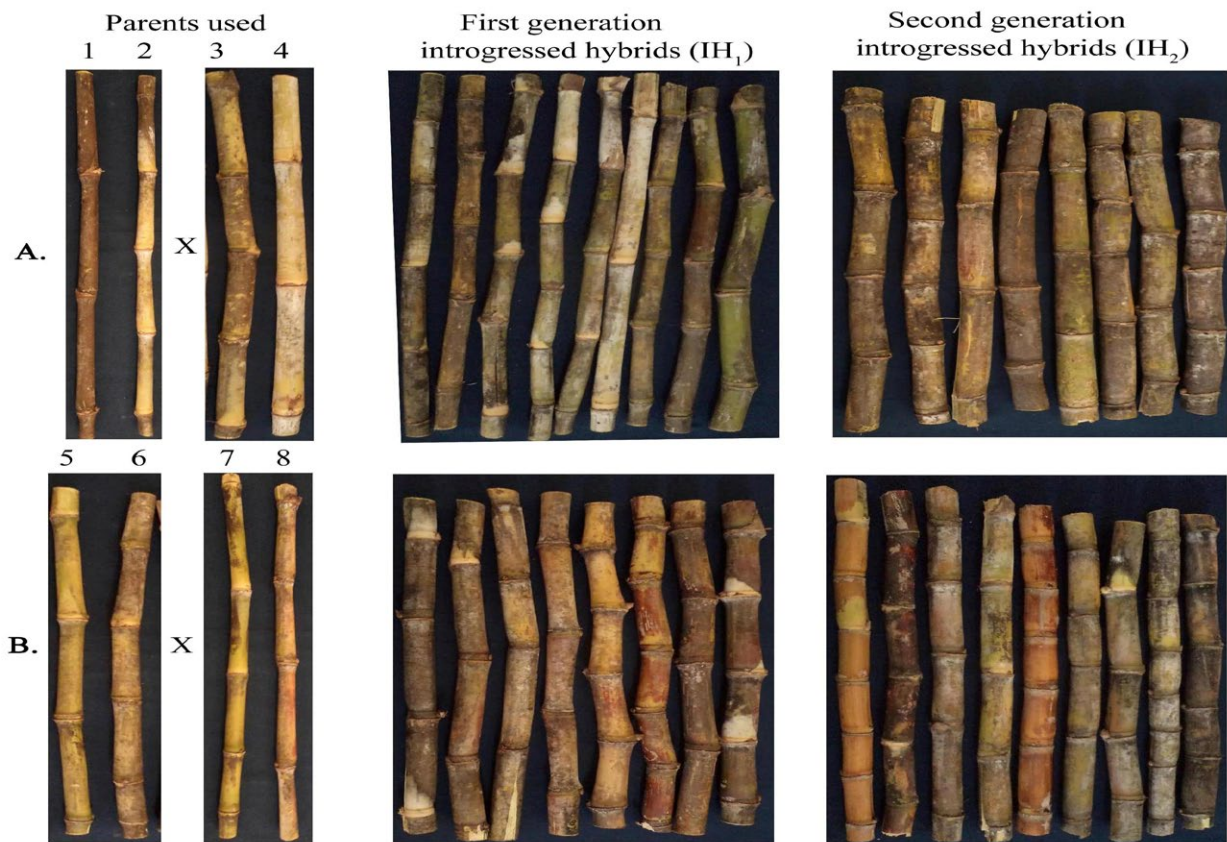 Parents used
1 2 3 4
First generation
introgressed hybrids (IH₁)
Second generation
introgressed hybrids (IH₂)
A. X
5 6 7 8
B. X